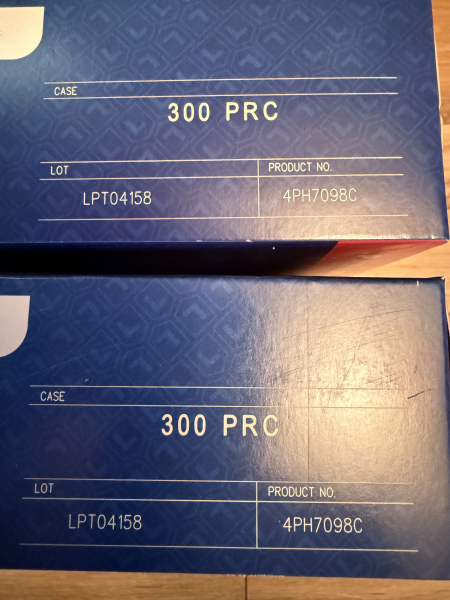 CASE
300 PRC
LOT PRODUCT NO.
LPT04158 4PH7098C
CASE
300 PRC
LOT PRODUCT NO.
LPT04158 4PH7098C